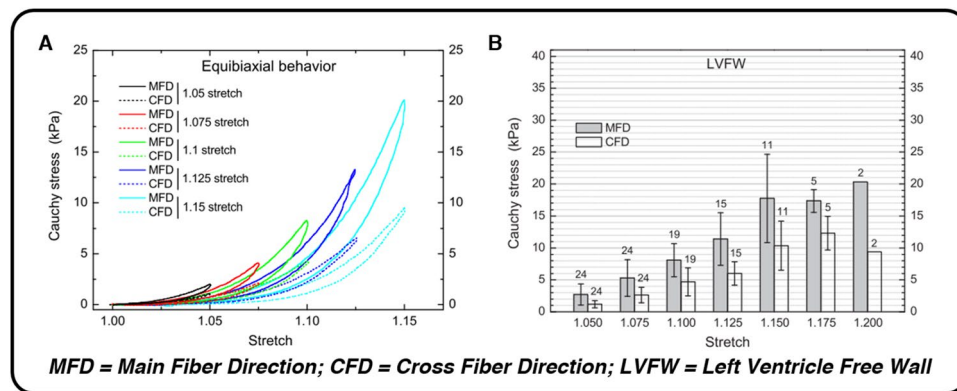 A
Equibiaxial behavior
MFD
CFD
1.05 stretch
MFD
CFD
1.075 stretch
MFD
CFD
1.1 stretch
MFD
CFD
1.125 stretch
MFD
CFD
1.15 stretch
Cauchy stress (kPa)
25
20
15
10
5
0
25
20
15
10
5
0
1.00 1.05 1.10 1.15
Stretch
B
LVFW
MFD
CFD
Cauchy stress (kPa)
40
35
30
25
20
15
10
5
0
40
35
30
25
20
15
10
5
0
24 24 24 24 19 19 15 15 11 11 5 5 2 2
1.050 1.075 1.100 1.125 1.150 1.175 1.200
Stretch
MFD = Main Fiber Direction; CFD = Cross Fiber Direction; LVFW = Left Ventricle Free Wall